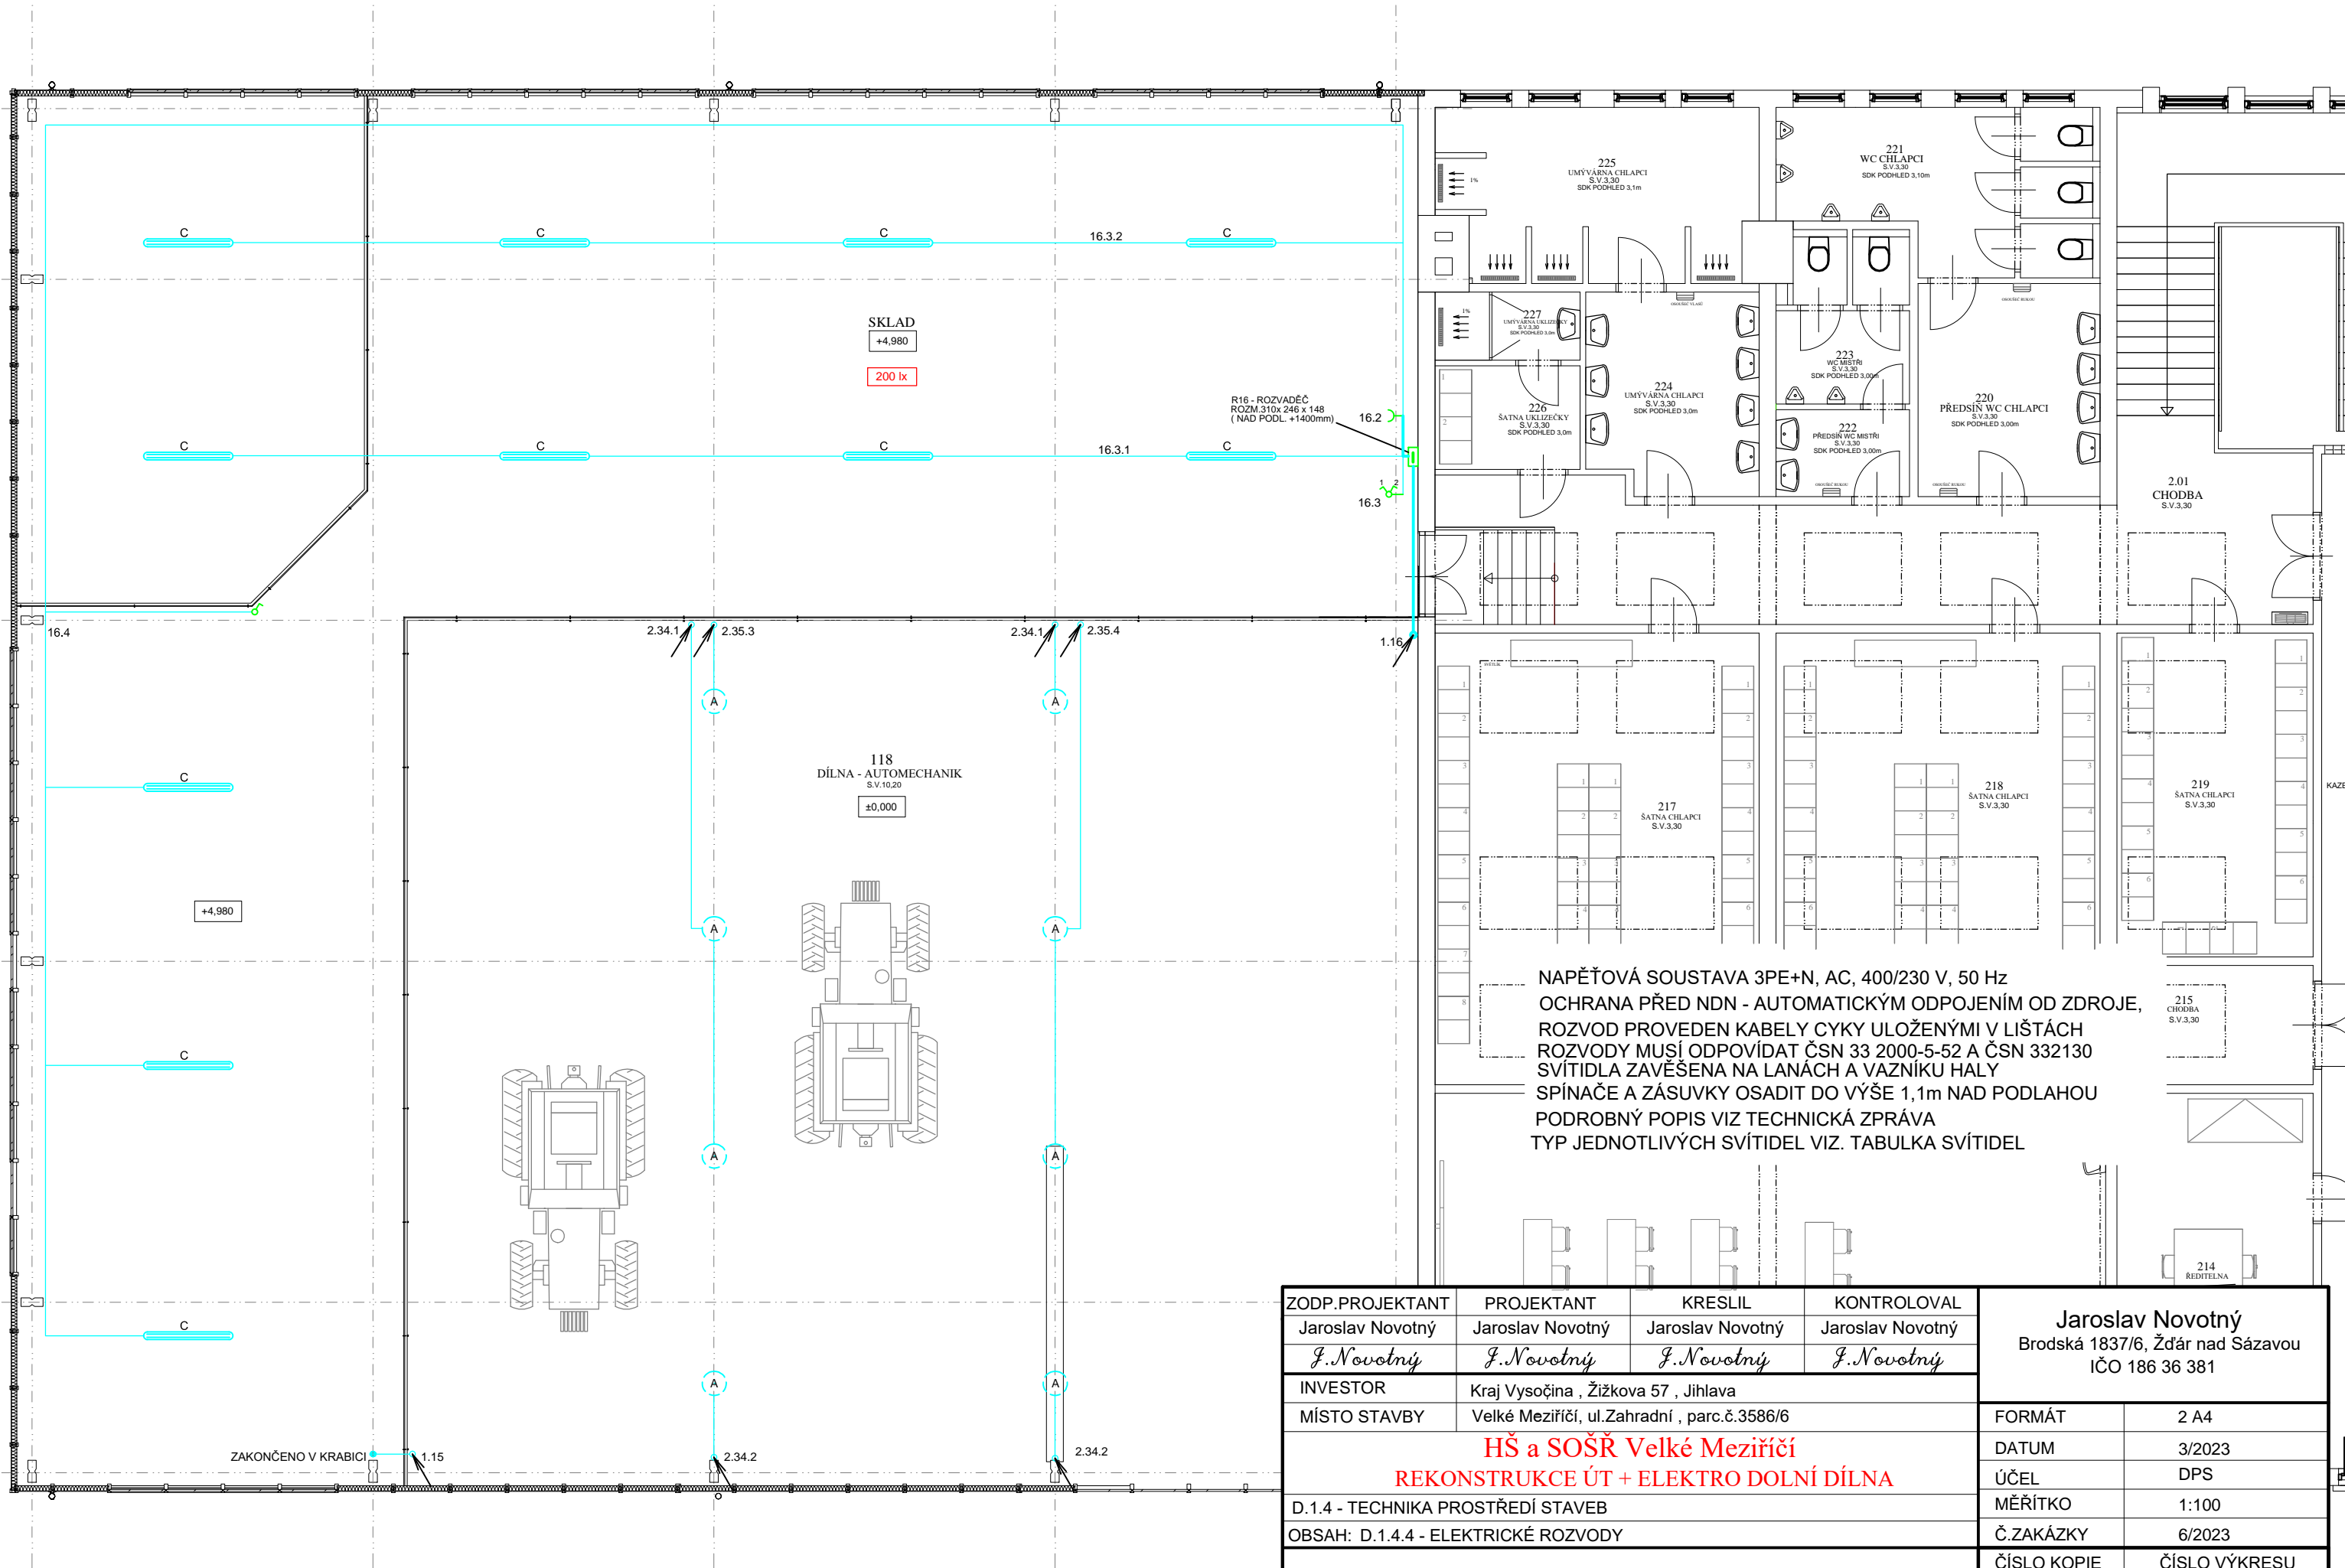 C
C
C
16.3.2
C
SKLAD
+4,980
200 lx
R16 - ROZVADĚČ
ROZM.310x 246 x 148
( NAD PODL. +1400mm)
16.2
C
C
C
16.3.1
C
1 2
16.3
16.4
2.34.1
2.35.3
2.34.1
2.35.4
1.16
A
A
118
DÍLNA - AUTOMECHANIK
S.V.10,20
±0,000
C
+4,980
A
A
C
A
A
C
A
A
ZAKONČENO V KRABICI
1.15
2.34.2
2.34.2
225
UMÝVÁRNA CHLAPCI
S.V.3,30
SDK PODHLED 3,1m
1%
221
WC CHLAPCI
S.V.3,30
SDK PODHLED 3,10m
1%
227
UMÝVÁRNA UKLIZEČKY
S.V.3,30
SDK PODHLED 3,0m
226
ŠATNA UKLIZEČKY
S.V.3,30
SDK PODHLED 3,0m
1
2
224
UMÝVÁRNA CHLAPCI
S.V.3,30
SDK PODHLED 3,0m
223
WC MISTŘI
S.V.3,30
SDK PODHLED 3,00m
222
PŘEDSÍŇ WC MISTŘI
S.V.3,30
SDK PODHLED 3,00m
220
PŘEDSÍŇ WC CHLAPCI
S.V.3,30
SDK PODHLED 3,00m
2.01
CHODBA
S.V.3,30
217
ŠATNA CHLAPCI
S.V.3,30
218
ŠATNA CHLAPCI
S.V.3,30
219
ŠATNA CHLAPCI
S.V.3,30
KAZE
215
CHODBA
S.V.3,30
214
ŘEDITELNA
NAPĚŤOVÁ SOUSTAVA 3PE+N, AC, 400/230 V, 50 Hz
OCHRANA PŘED NDN - AUTOMATICKÝM ODPOJENÍM OD ZDROJE,
ROZVOD PROVEDEN KABELY CYKY ULOŽENÝMI V LIŠTÁCH
ROZVODY MUSÍ ODPOVÍDAT ČSN 33 2000-5-52 A ČSN 332130
SVÍTIDLA ZAVĚŠENA NA LANÁCH A VAZNÍKU HALY
SPÍNAČE A ZÁSUVKY OSADIT DO VÝŠE 1,1m NAD PODLAHOU
PODROBNÝ POPIS VIZ TECHNICKÁ ZPRÁVA
TYP JEDNOTLIVÝCH SVÍTIDEL VIZ. TABULKA SVÍTIDEL
ZODP.PROJEKTANT PROJEKTANT KRESLIL KONTROLOVAL
Jaroslav Novotný Jaroslav Novotný Jaroslav Novotný Jaroslav Novotný
J.Novotný J.Novotný J.Novotný J.Novotný
Jaroslav Novotný
Brodská 1837/6, Žďár nad Sázavou
IČO 186 36 381
INVESTOR Kraj Vysočina , Žižkova 57 , Jihlava
MÍSTO STAVBY Velké Meziříčí, ul.Zahradní , parc.č.3586/6
HŠ a SOŠŘ Velké Meziříčí
REKONSTRUKCE ÚT + ELEKTRO DOLNÍ DÍLNA
D.1.4 - TECHNIKA PROSTŘEDÍ STAVEB
OBSAH: D.1.4.4 - ELEKTRICKÉ ROZVODY
FORMÁT 2 A4
DATUM 3/2023
ÚČEL DPS
MĚŘÍTKO 1:100
Č.ZAKÁZKY 6/2023
ČÍSLO KOPIE ČÍSLO VÝKRESU